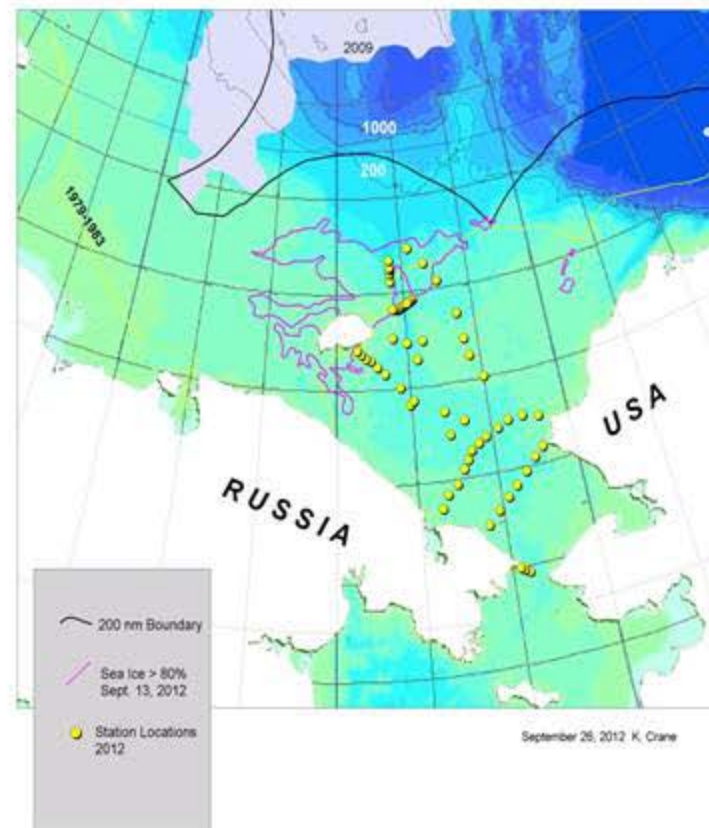 2009
1000
200
1979-1983
USA
RUSSIA
200 nm Boundary
Sea Ice > 80%
Sept. 13, 2012
Station Locations
2012
September 26, 2012 K. Crane